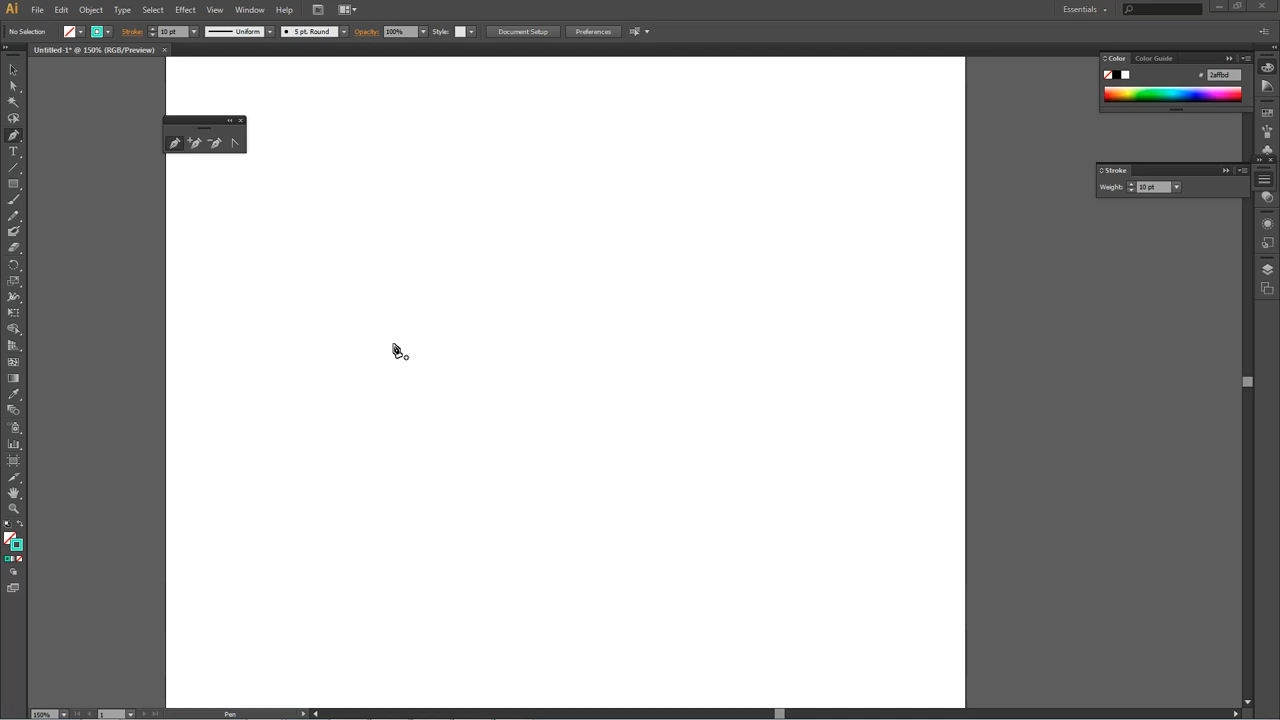 Ai File Edit Object Type Select Effect View Window Help Br Essentials
No Selection Stroke: 10 pt Uniform 5 pt. Round Opacity: 100% Style: Document Setup Preferences
Untitled-1* @ 150% (RGB/Preview) ×
Color Color Guide
# 2affbd
Stroke
Weight: 10 pt
150% 1 Pen